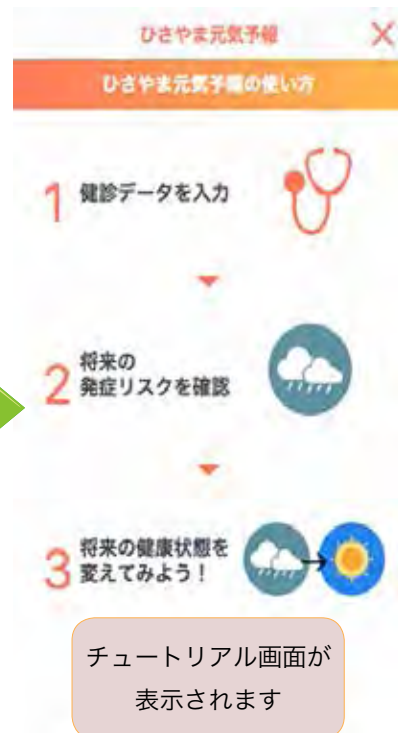 ひさやま元気予報
ひさやま元気予報の使い方
1 健診データを入力
2 将来の
発症リスクを確認
3 将来の健康状態を
変えてみよう！
チュートリアル画面が
表示されます